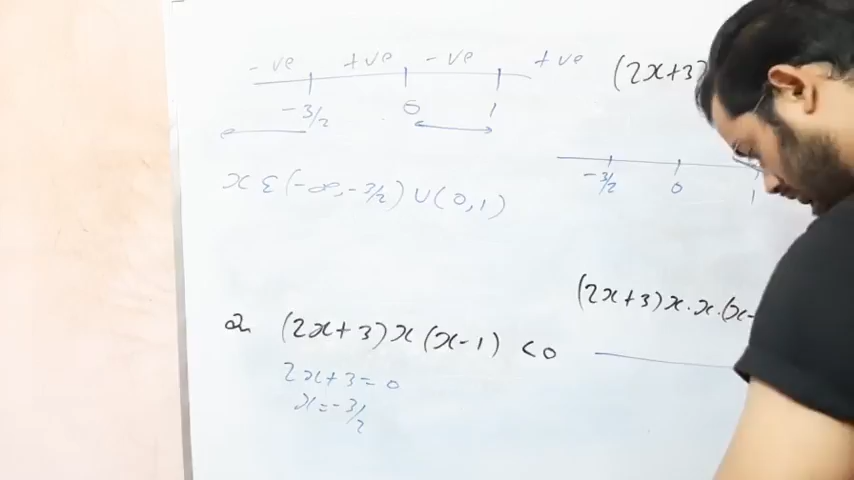 -ve +ve -ve +ve
-3/2 0 1
x ε (-∞, -3/2) ∪ (0, 1)
(2x+3)
-3/2 0 1
(2x+3)x.x.(x-
Q. (2x+3)x(x-1) <0
2x+3=0
x=-3/2